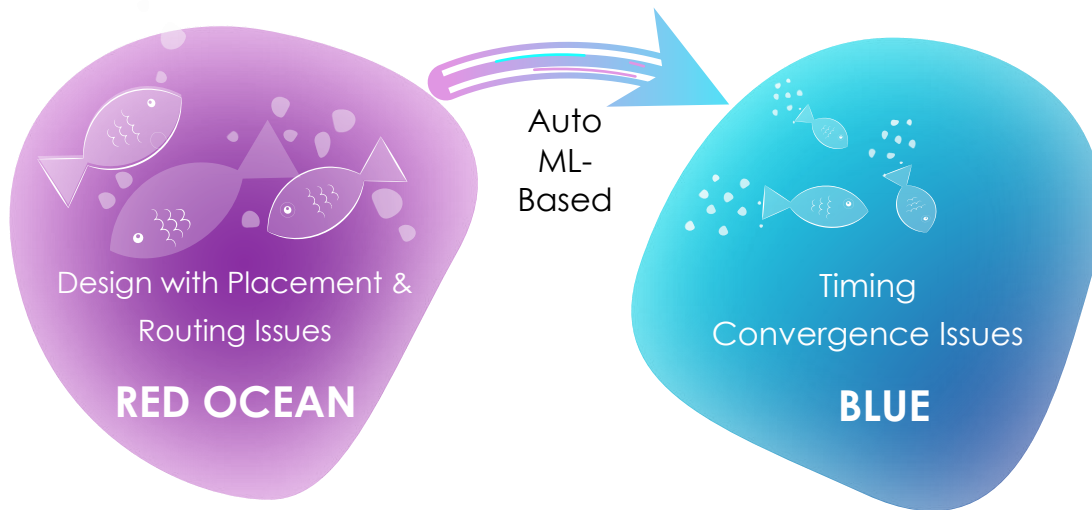 Design with Placement &
Routing Issues
RED OCEAN
Auto
ML-
Based
Timing
Convergence Issues
BLUE